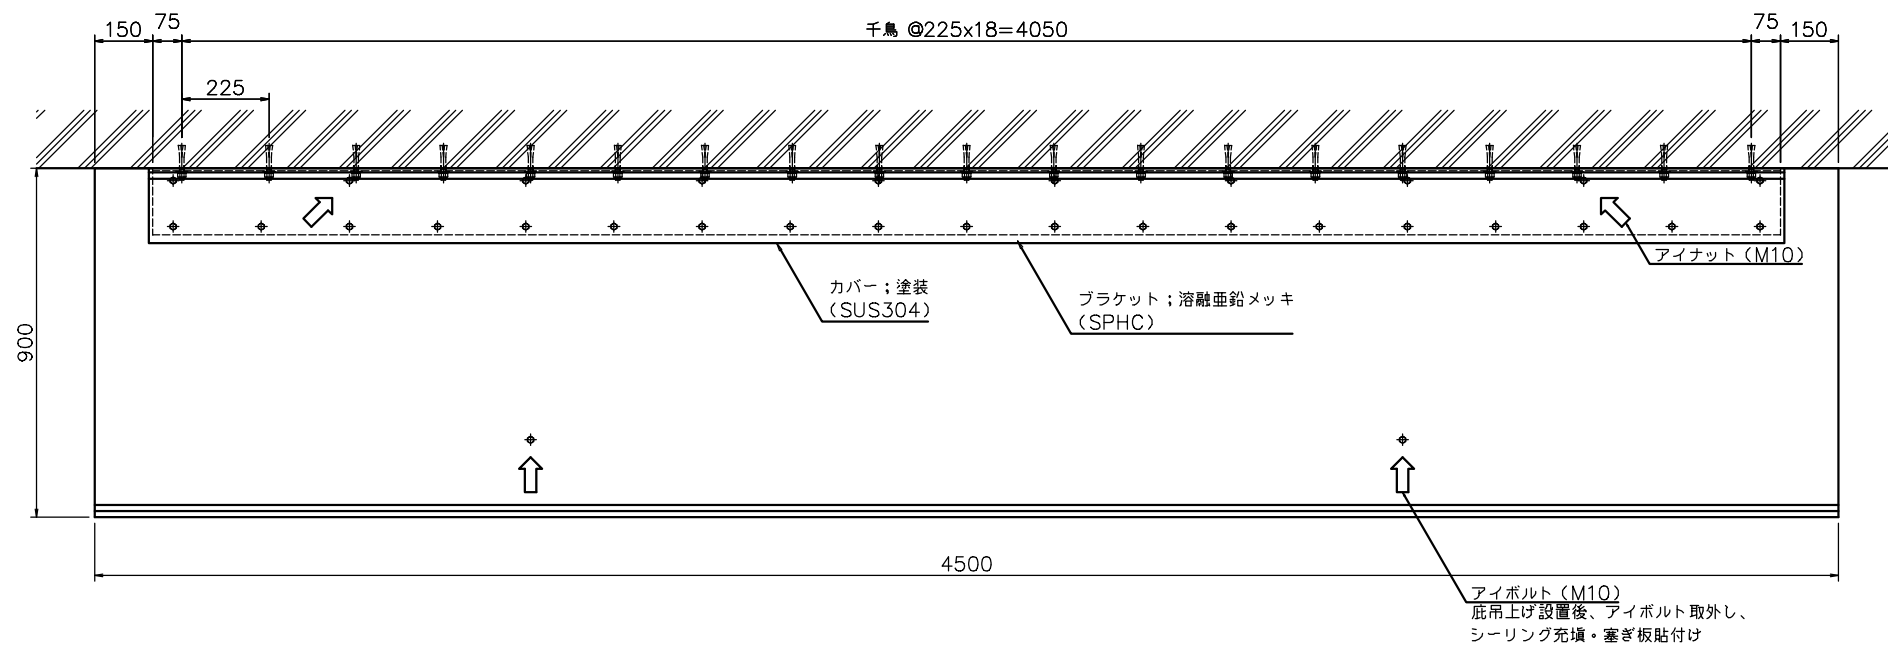 150
75
千鳥 @225x18=4050
75
150
225
アイナット(M10)
カバー;塗装
(SUS304)
ブラケット;溶融亜鉛メッキ
(SPHC)
900
4500
アイボルト(M10)
庇吊上げ設置後、アイボルト取外し、
シーリング充填・塞ぎ板貼付け